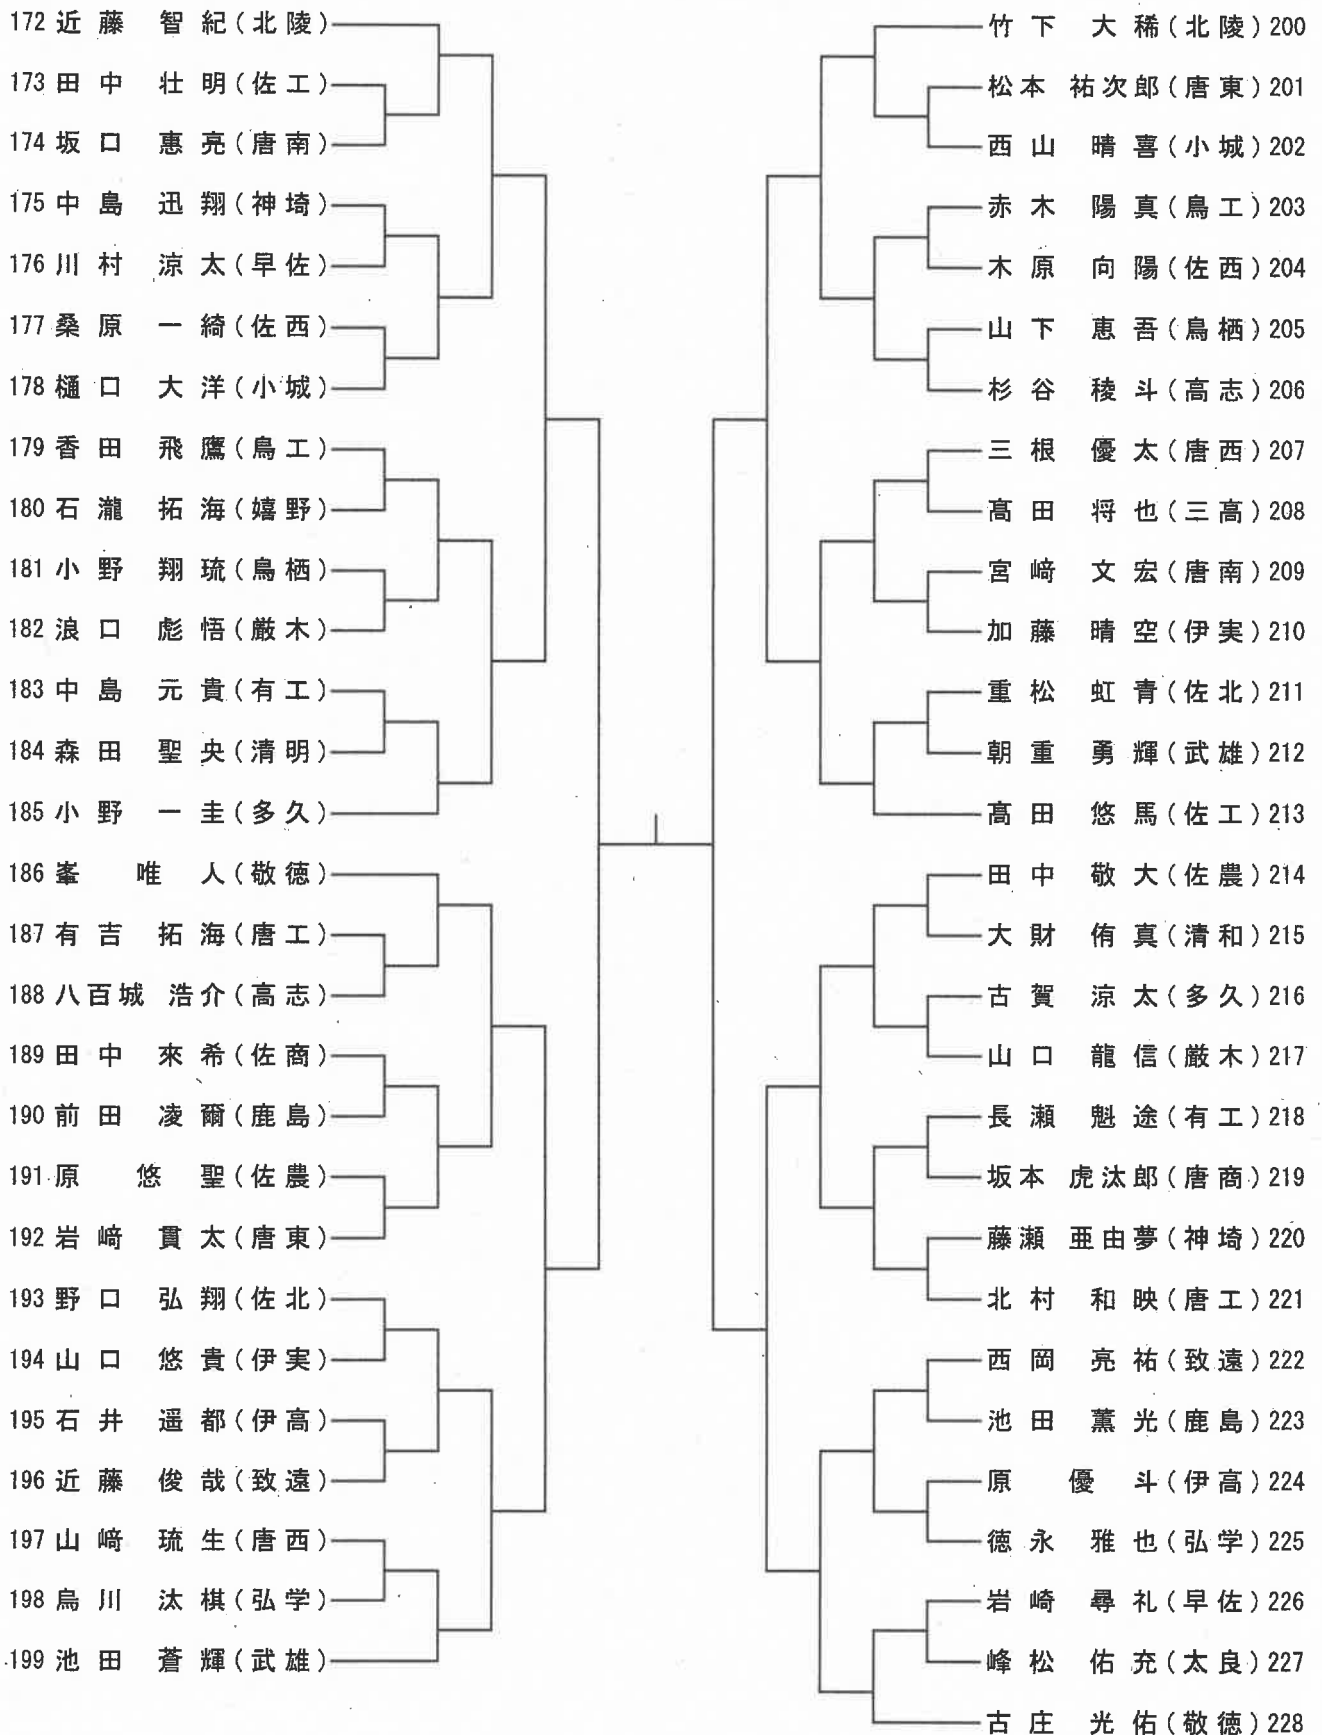 172 近藤 智紀(北陵)
173 田中 壮明(佐工)
174 坂口 惠亮(唐南)
175 中島 迅翔(神埼)
176 川村 涼太(早佐)
177 桑原 一綺(佐西)
178 樋口 大洋(小城)
179 香田 飛鷹(鳥工)
180 石瀧 拓海(嬉野)
181 小野 翔琉(鳥栖)
182 浪口 彪悟(厳木)
183 中島 元貴(有工)
184 森田 聖央(清明)
185 小野 一圭(多久)
186 峯 唯人(敬徳)
187 有吉 拓海(唐工)
188 八百城 浩介(高志)
189 田中 來希(佐商)
190 前田 凌爾(鹿島)
191 原 悠聖(佐農)
192 岩﨑 貫太(唐東)
193 野口 弘翔(佐北)
194 山口 悠貴(伊実)
195 石井 遥都(伊高)
196 近藤 俊哉(致遠)
197 山﨑 琉生(唐西)
198 烏川 汰棋(弘学)
199 池田 蒼輝(武雄)
竹下 大稀(北陵)200
松本 祐次郎(唐東)201
西山 晴喜(小城)202
赤木 陽真(鳥工)203
木原 向陽(佐西)204
山下 恵吾(鳥栖)205
杉谷 稜斗(高志)206
三根 優太(唐西)207
髙田 将也(三高)208
宮﨑 文宏(唐南)209
加藤 晴空(伊実)210
重松 虹青(佐北)211
朝重 勇輝(武雄)212
髙田 悠馬(佐工)213
田中 敬大(佐農)214
大財 侑真(清和)215
古賀 涼太(多久)216
山口 龍信(厳木)217
長瀬 魁途(有工)218
坂本 虎汰郎(唐商)219
藤瀬 亜由夢(神埼)220
北村 和映(唐工)221
西岡 亮祐(致遠)222
池田 薫光(鹿島)223
原 優斗(伊高)224
徳永 雅也(弘学)225
岩崎 尋礼(早佐)226
峰松 佑充(太良)227
古庄 光佑(敬徳)228